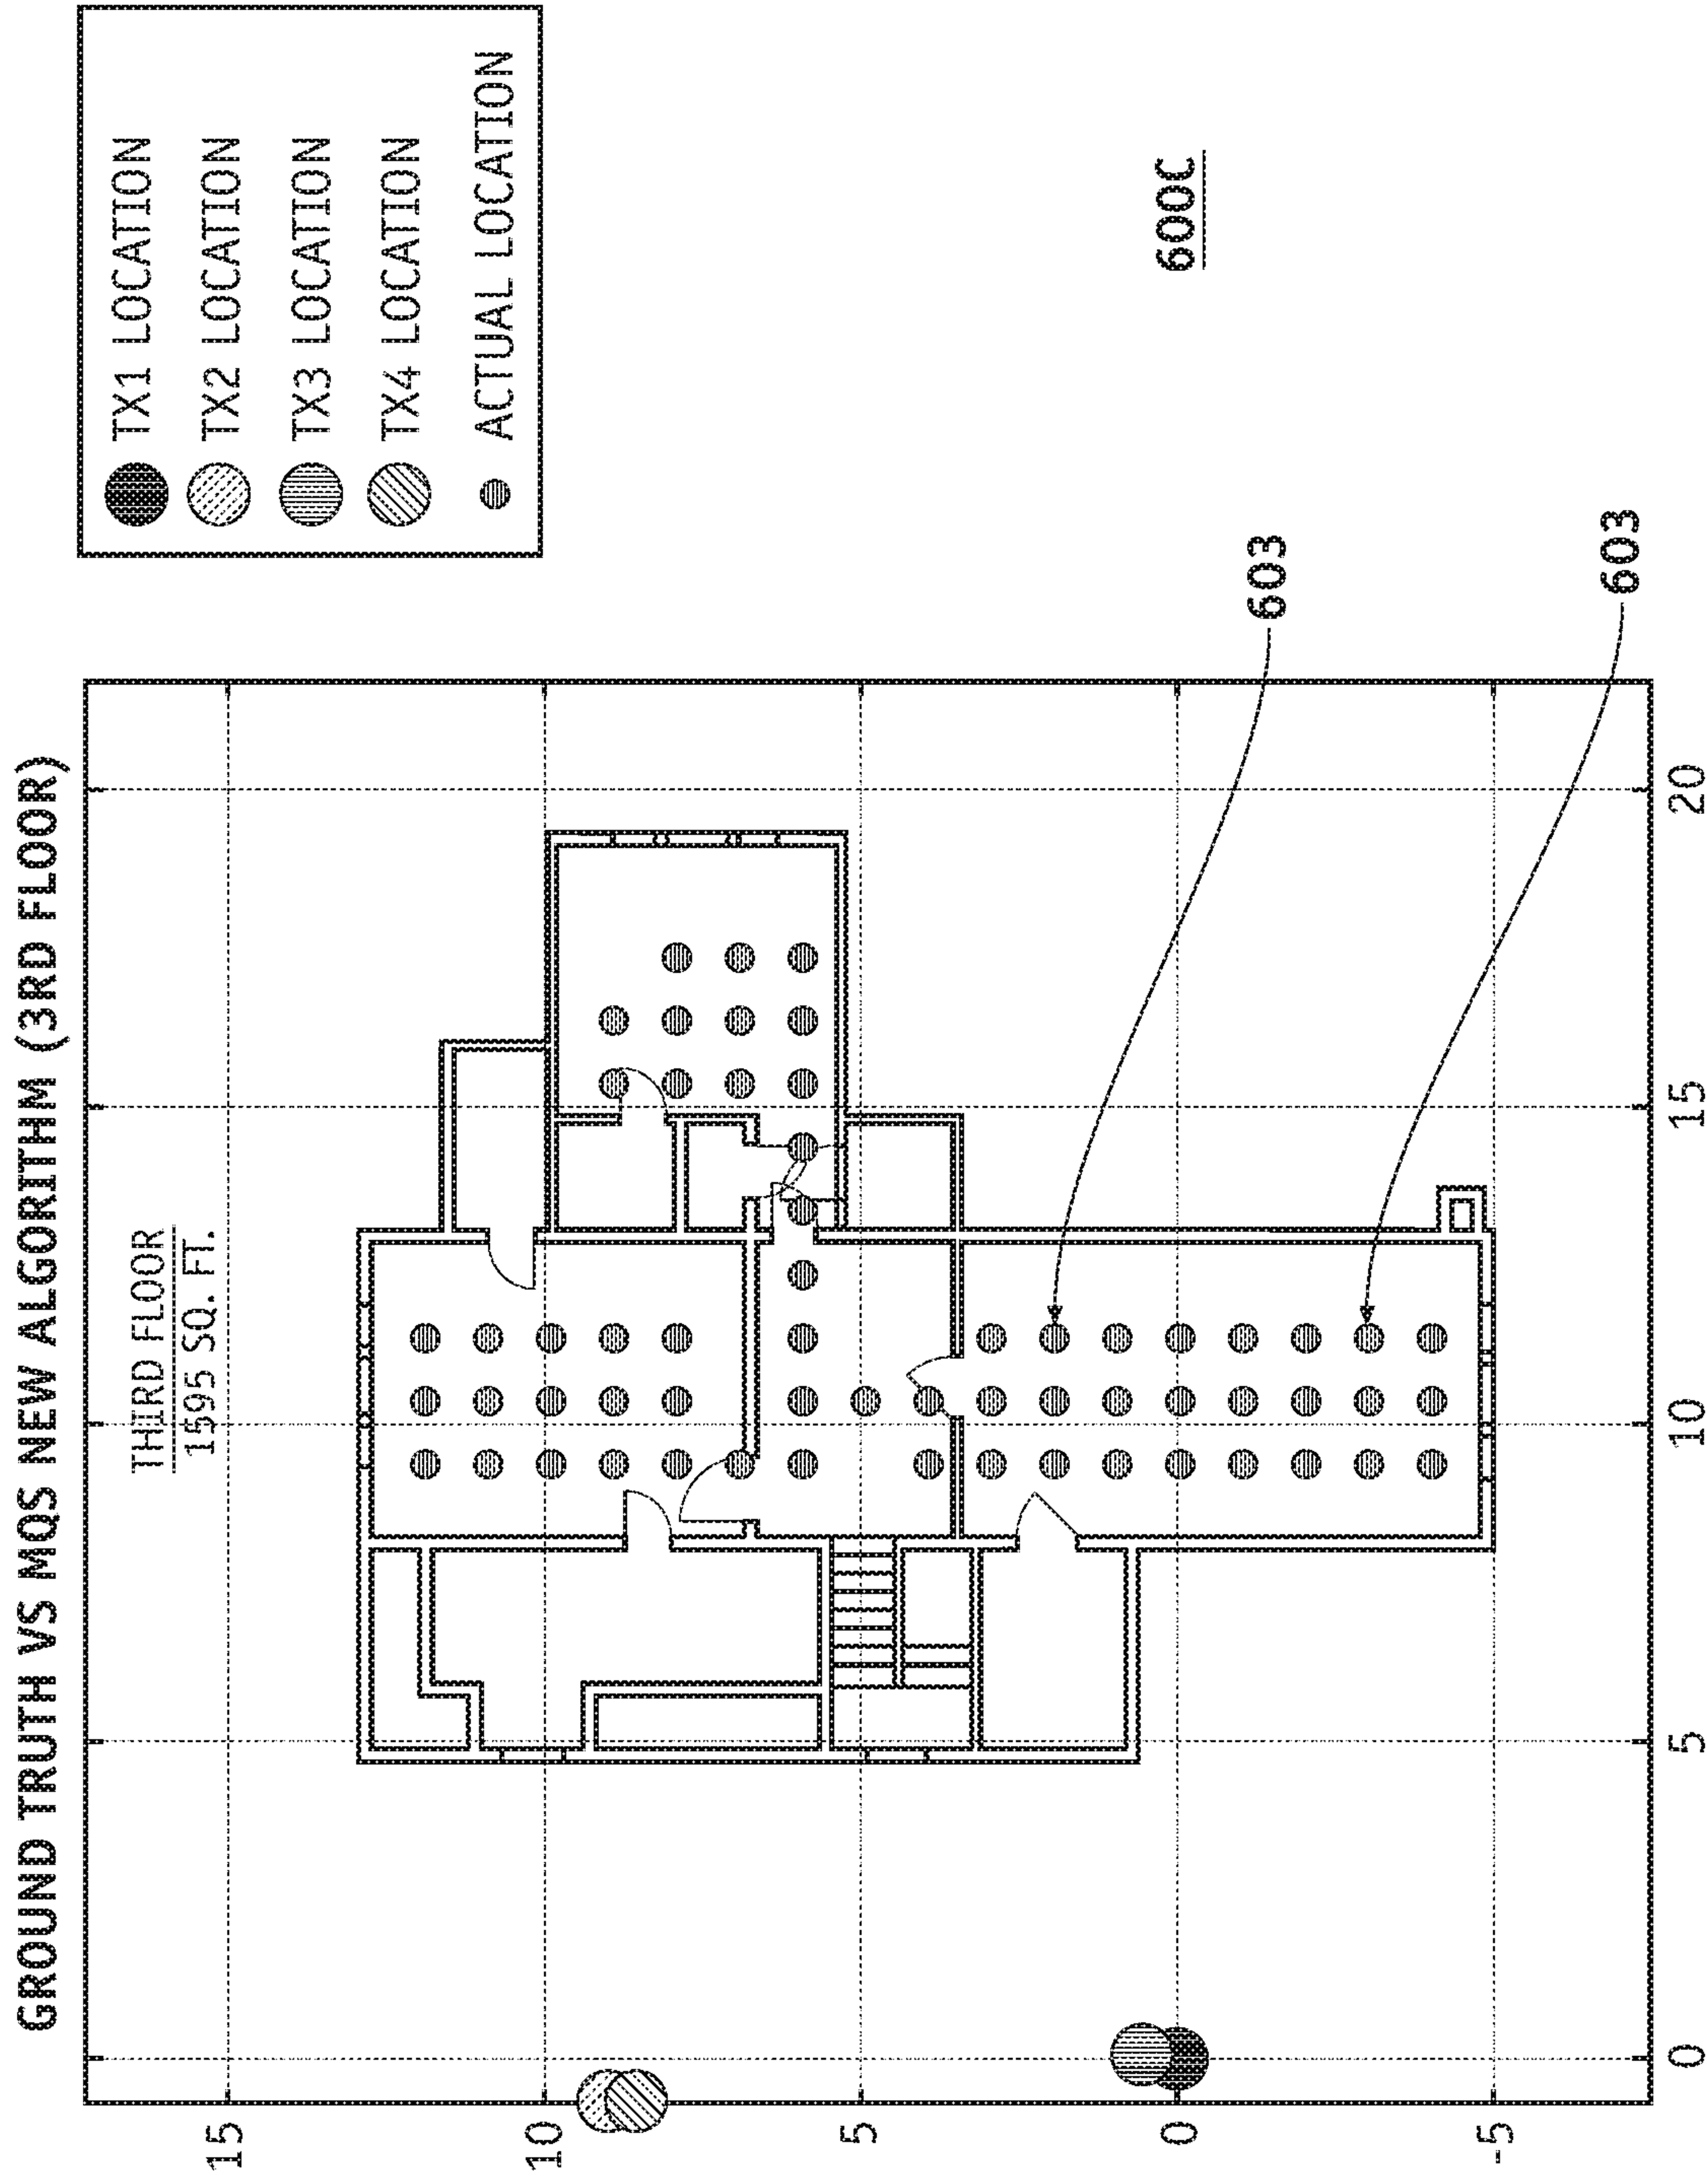 GROUND TRUTH VS MQS NEW ALGORITHM (3RD FLOOR)
THIRD FLOOR
1595 SQ. FT.
15
10
5
0
-5
0
5
10
15
20
603
603
TX1 LOCATION
TX2 LOCATION
TX3 LOCATION
TX4 LOCATION
ACTUAL LOCATION
600C